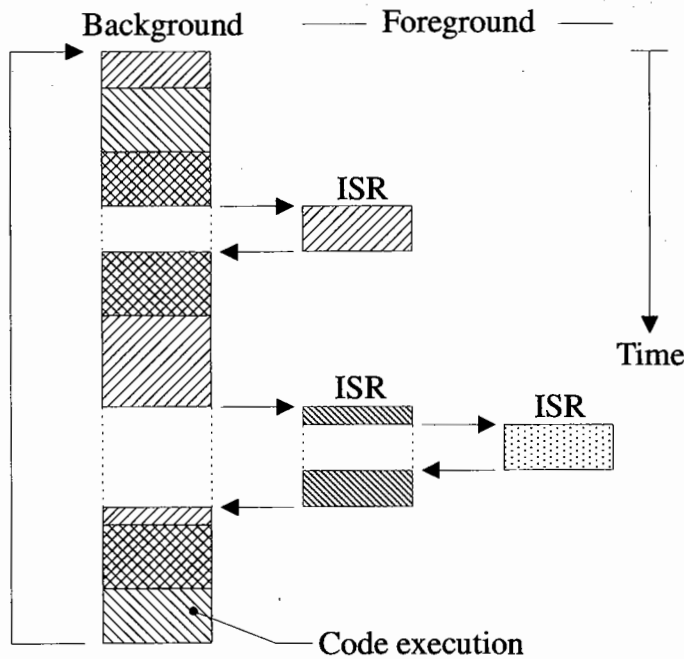 Background
Foreground
ISR
Time
ISR
ISR
Code execution